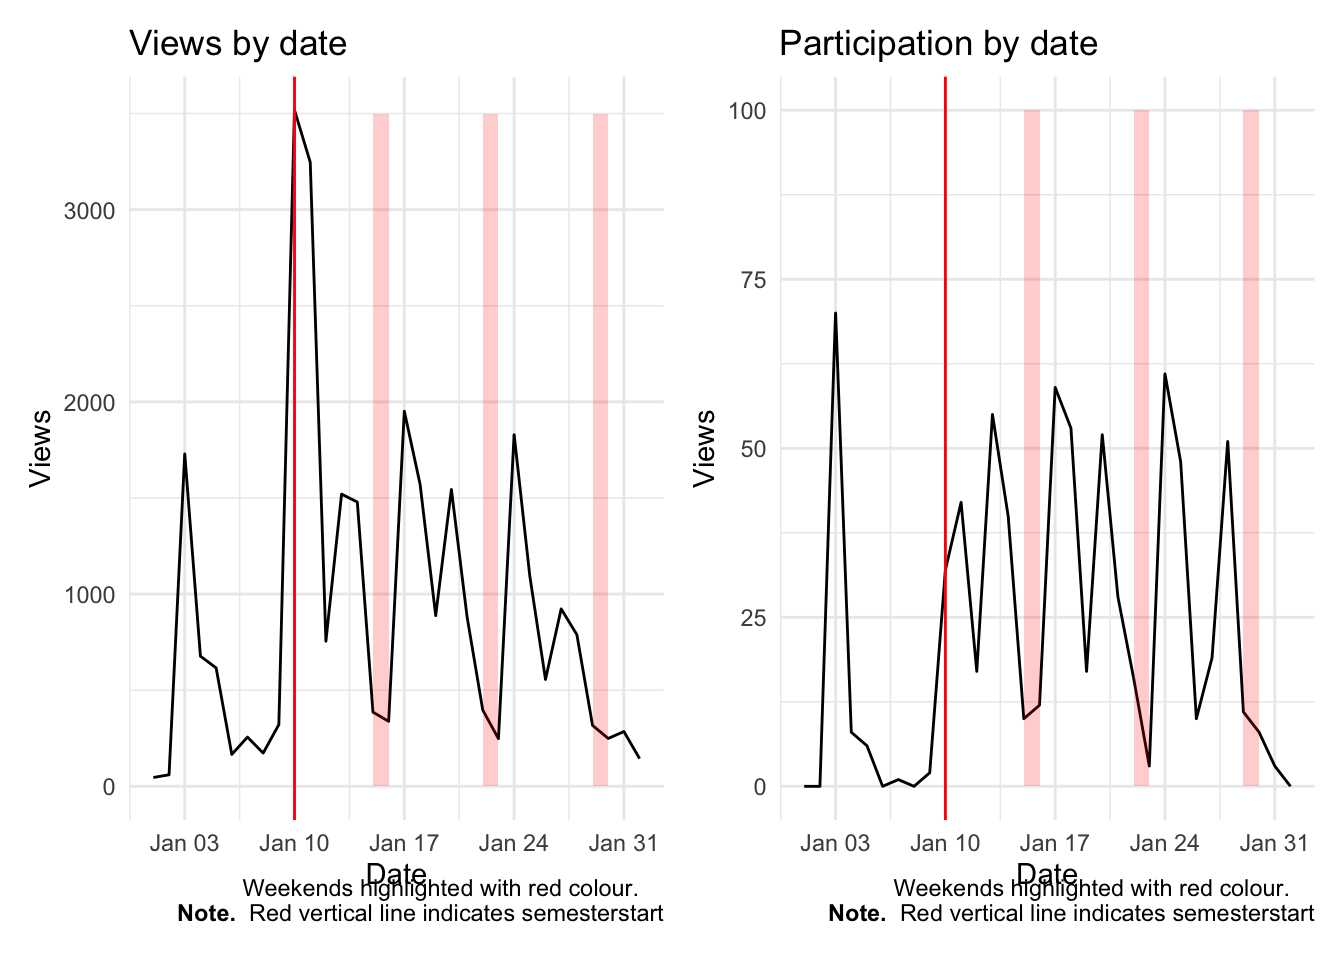 Views by date
Views
3000
2000
1000
0
Jan 03 Jan 10 Jan 17 Jan 24 Jan 31
Date
Weekends highlighted with red colour.
Note. Red vertical line indicates semesterstart
Participation by date
Views
100
75
50
25
0
Jan 03 Jan 10 Jan 17 Jan 24 Jan 31
Date
Weekends highlighted with red colour.
Note. Red vertical line indicates semesterstart